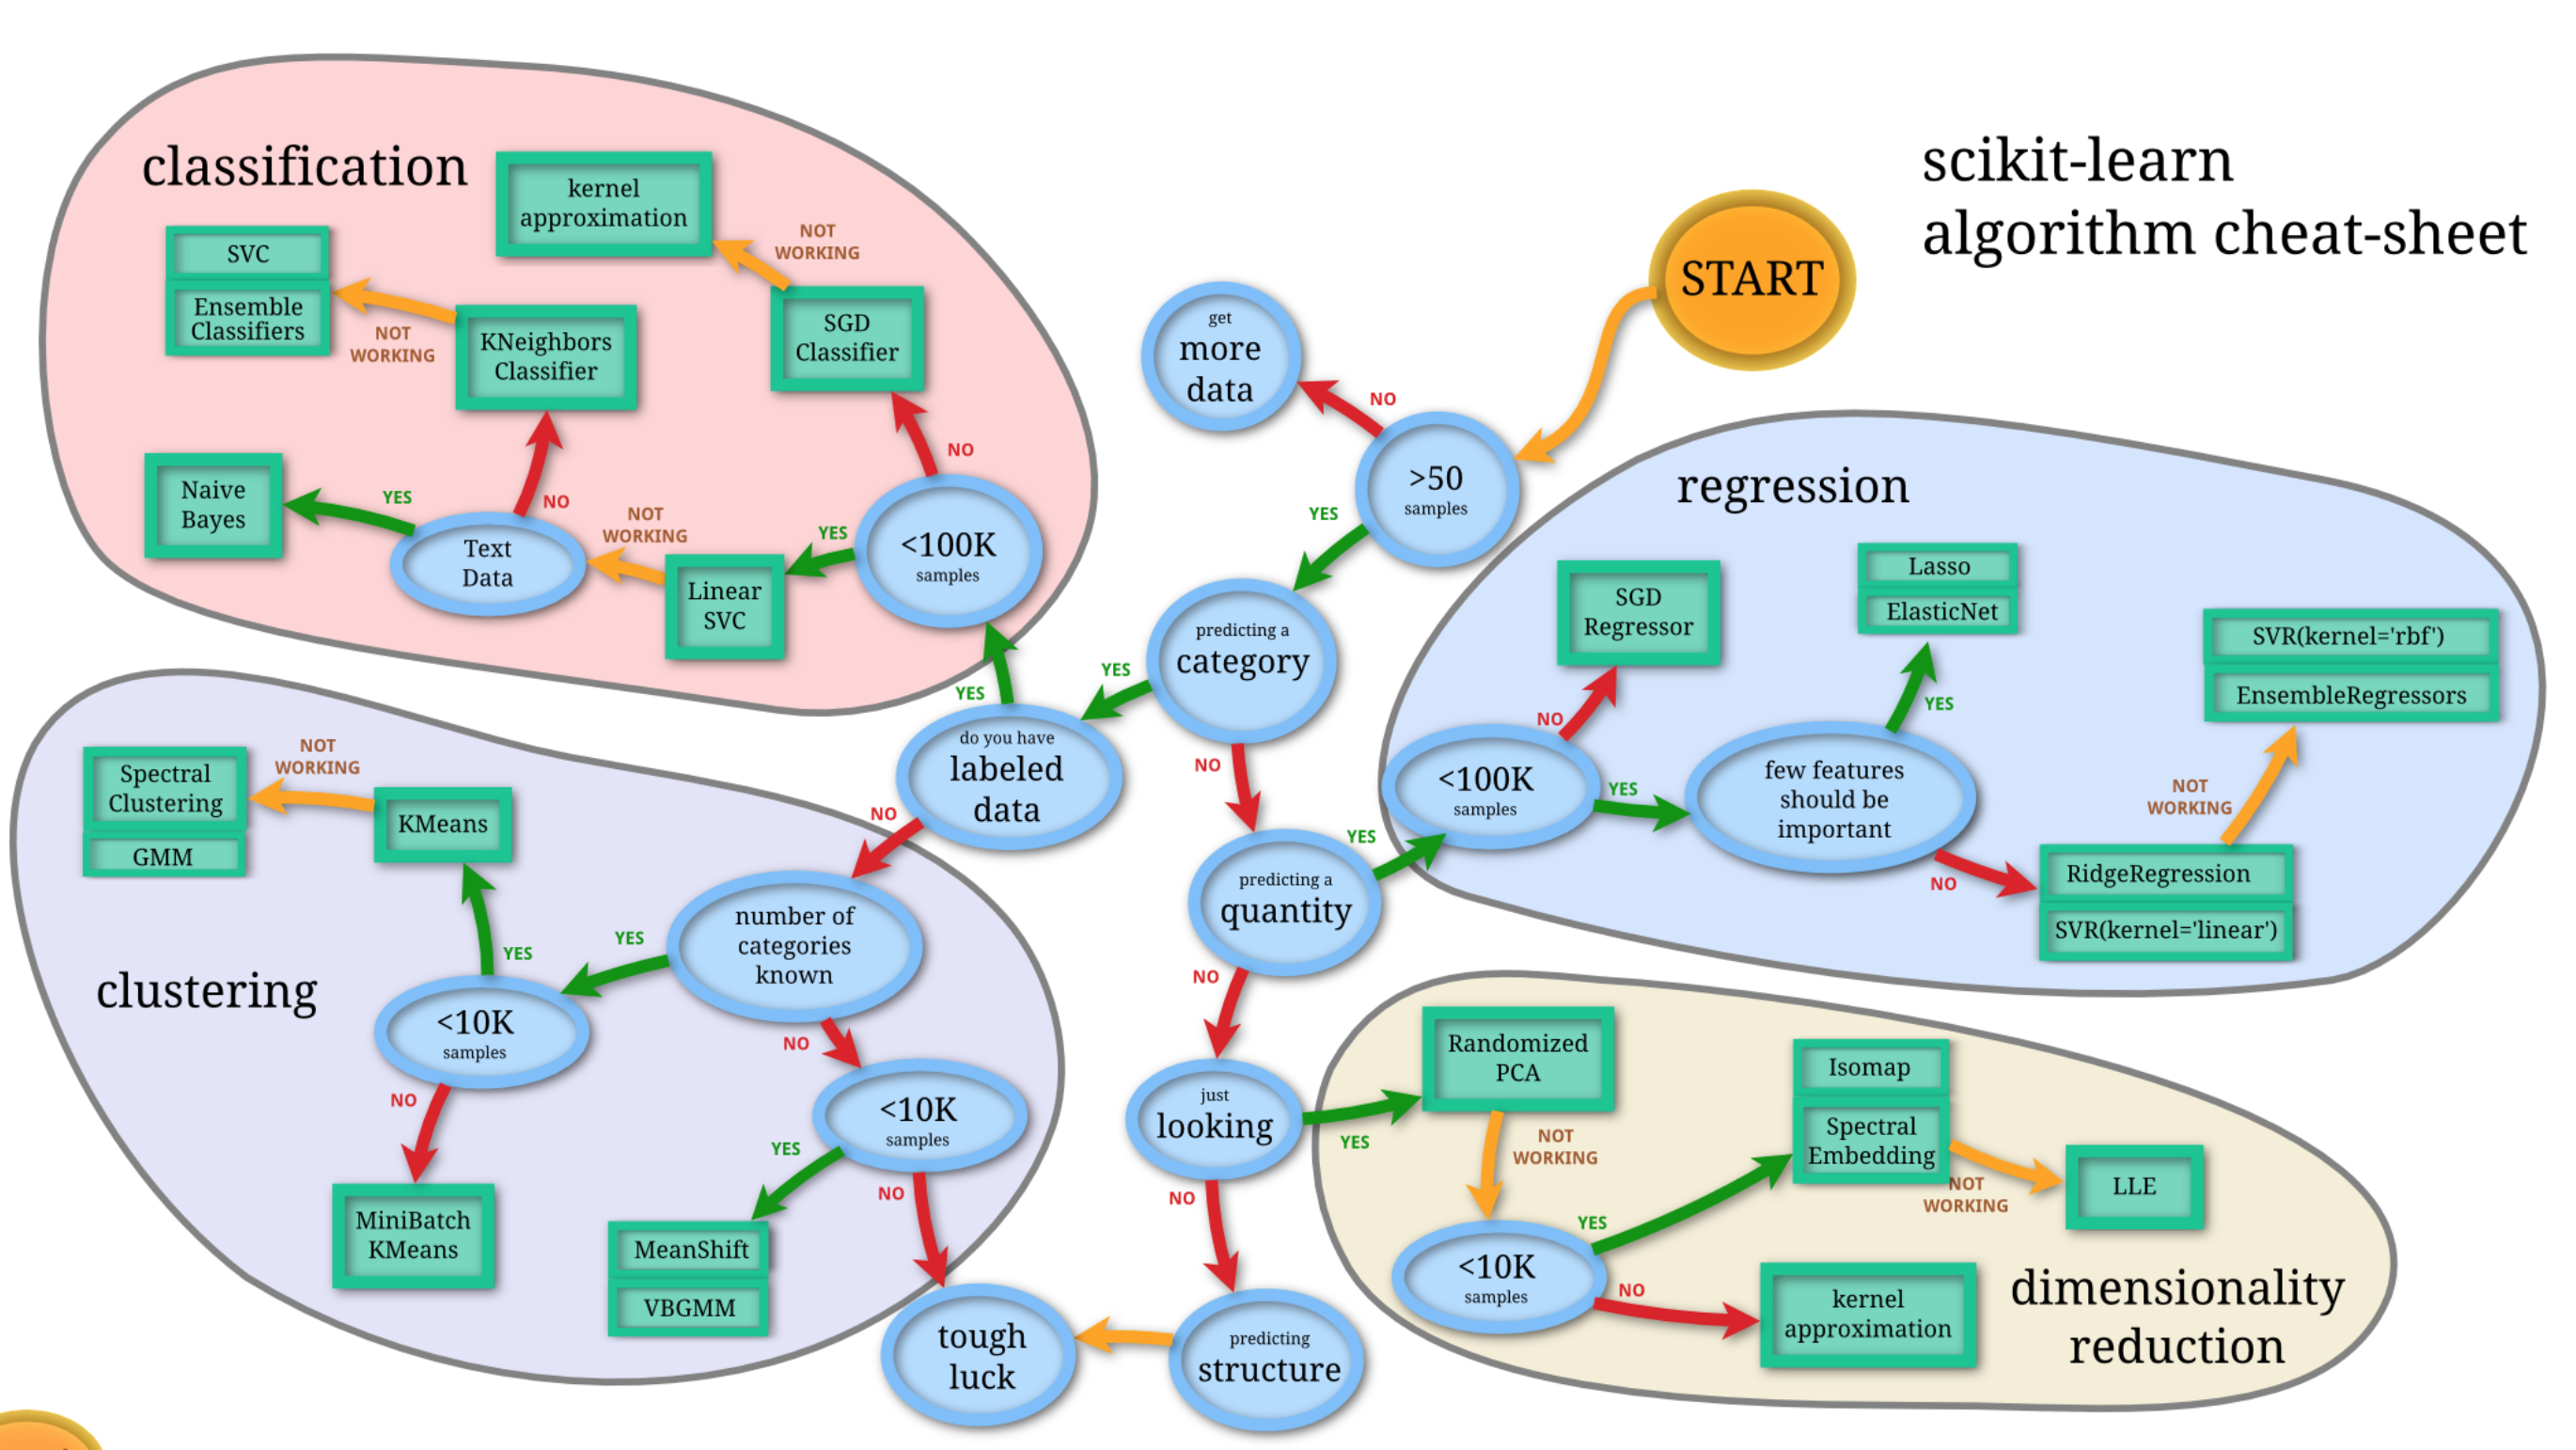 scikit-learn
algorithm cheat-sheet
START
classification
kernel
approximation
NOT
WORKING
SVC
Ensemble
Classifiers
NOT
WORKING
KNeighbors
Classifier
SGD
Classifier
NO
Naive
Bayes
YES
Text
Data
NO
NOT
WORKING
Linear
SVC
YES
<100K
samples
get
more
data
NO
>50
samples
YES
predicting a
category
YES
NO
do you have
labeled
data
YES
NO
predicting a
quantity
YES
NO
just
looking
YES
NO
predicting
structure
tough
luck
regression
SGD
Regressor
NO
<100K
samples
YES
few features
should be
important
YES
Lasso
ElasticNet
NO
RidgeRegression
SVR(kernel='linear')
NOT
WORKING
SVR(kernel='rbf')
EnsembleRegressors
clustering
Spectral
Clustering
GMM
NOT
WORKING
KMeans
YES
<10K
samples
NO
MiniBatch
KMeans
YES
number of
categories
known
NO
<10K
samples
YES
NO
MeanShift
VBGMM
dimensionality
reduction
Randomized
PCA
NOT
WORKING
<10K
samples
YES
Isomap
Spectral
Embedding
NOT
WORKING
LLE
NO
kernel
approximation